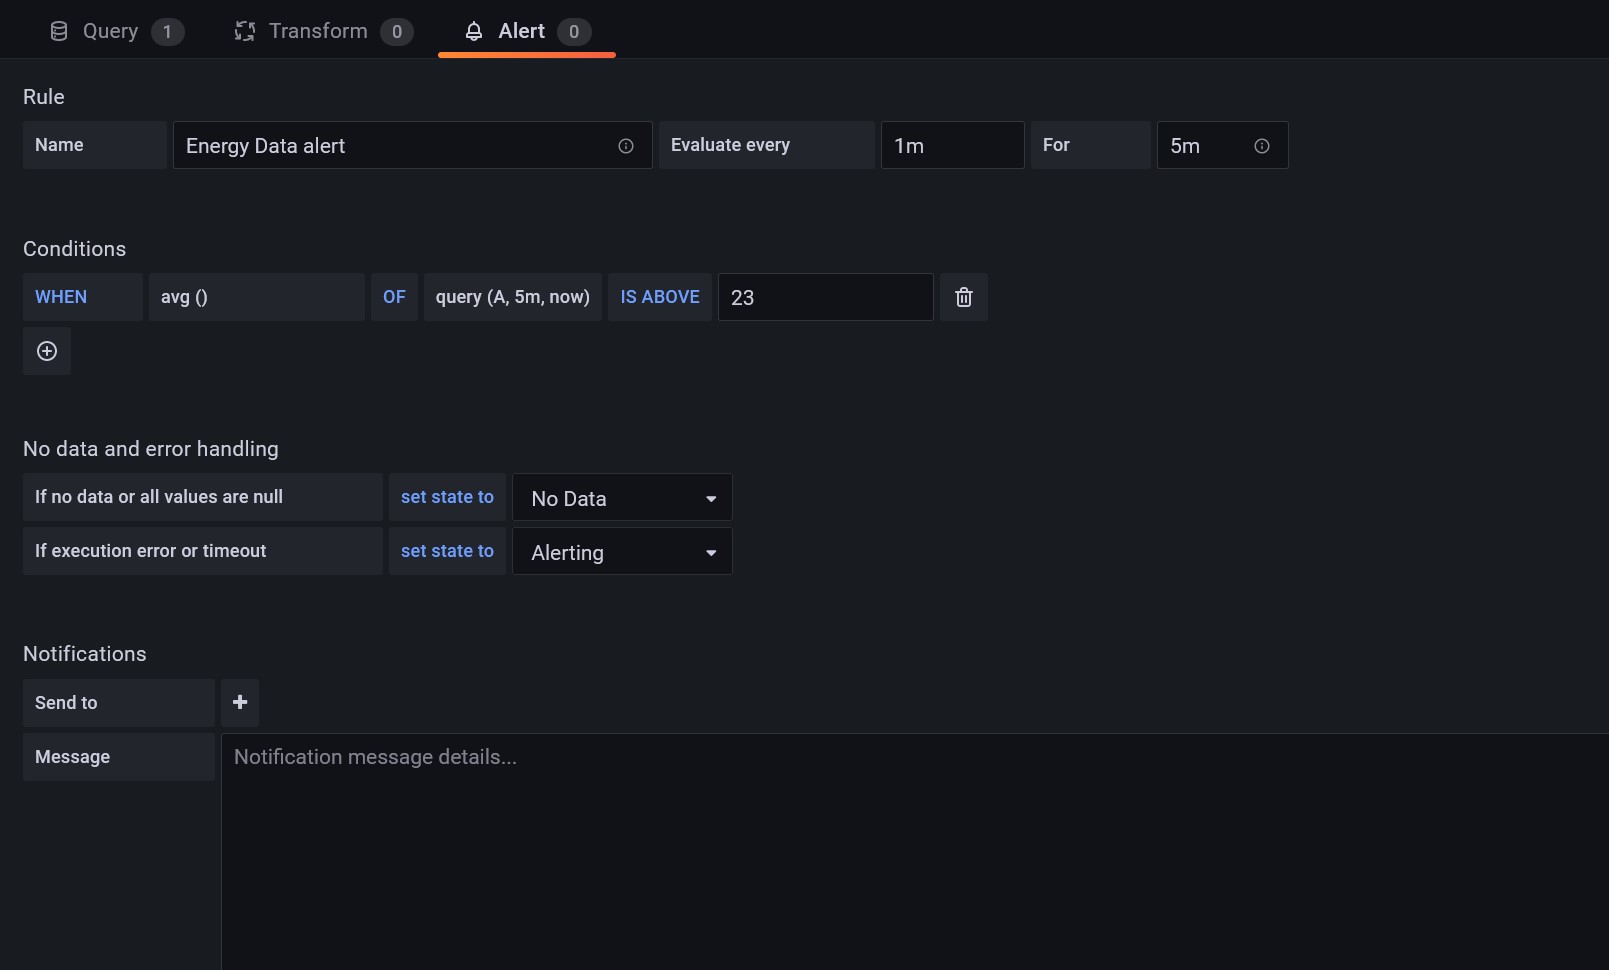 Query 1 Transform 0 Alert 0
Rule
Name Energy Data alert Evaluate every 1m For 5m
Conditions
WHEN avg () OF query (A, 5m, now) IS ABOVE 23
No data and error handling
If no data or all values are null set state to No Data
If execution error or timeout set state to Alerting
Notifications
Send to
Message Notification message details...